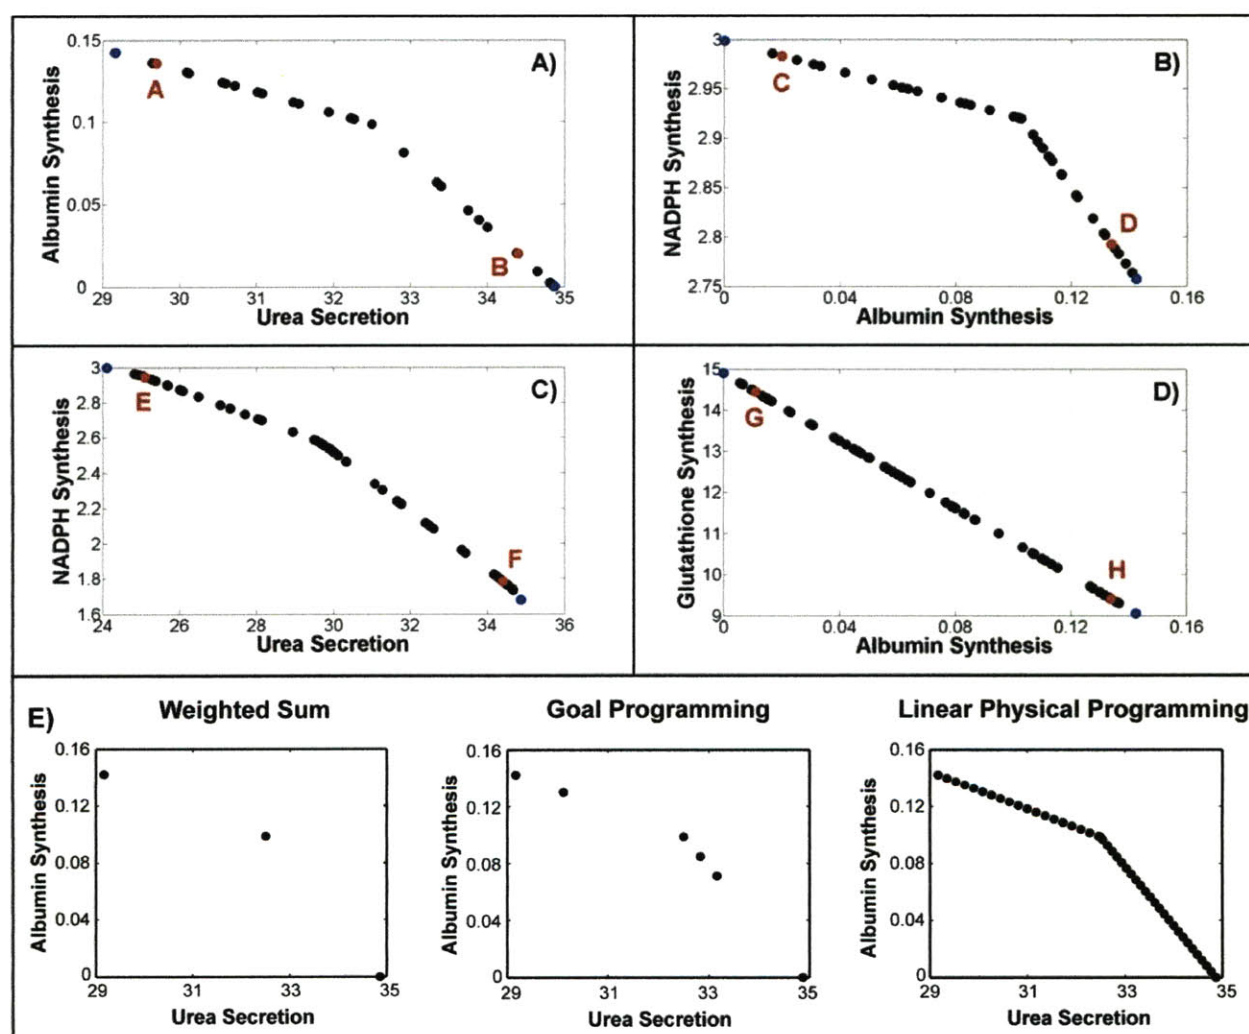 A)
Albumin Synthesis
0.15
0.1
0.05
0
A
B
29 30 31 32 33 34 35
Urea Secretion
B)
NADPH Synthesis
3
2.95
2.9
2.85
2.8
2.75
C
D
0 0.04 0.08 0.12 0.16
Albumin Synthesis
C)
NADPH Synthesis
3
2.8
2.6
2.4
2.2
2
1.8
1.6
E
F
24 26 28 30 32 34 36
Urea Secretion
D)
Glutathione Synthesis
15
14
13
12
11
10
9
G
H
0 0.04 0.08 0.12 0.16
Albumin Synthesis
E)
Weighted Sum
Albumin Synthesis
0.16
0.12
0.08
0.04
0
29 31 33 35
Urea Secretion
Goal Programming
Albumin Synthesis
0.16
0.12
0.08
0.04
0
29 31 33 35
Urea Secretion
Linear Physical Programming
Albumin Synthesis
0.16
0.12
0.08
0.04
0
29 31 33 35
Urea Secretion